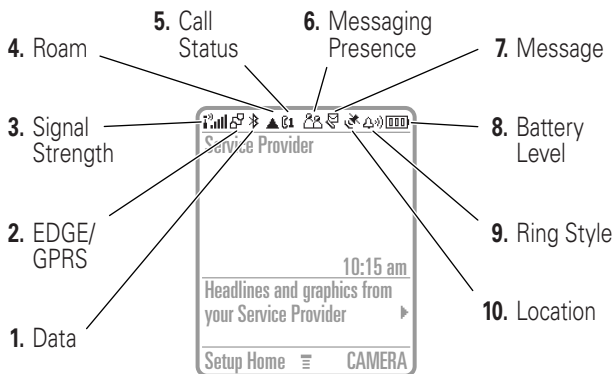 5. Call
Status
6. Messaging
Presence
4. Roam
7. Message
3. Signal
Strength
8. Battery
Level
Service Provider
2. EDGE/
GPRS
9. Ring Style
10:15 am
Headlines and graphics from
your Service Provider
10. Location
1. Data
Setup Home
CAMERA